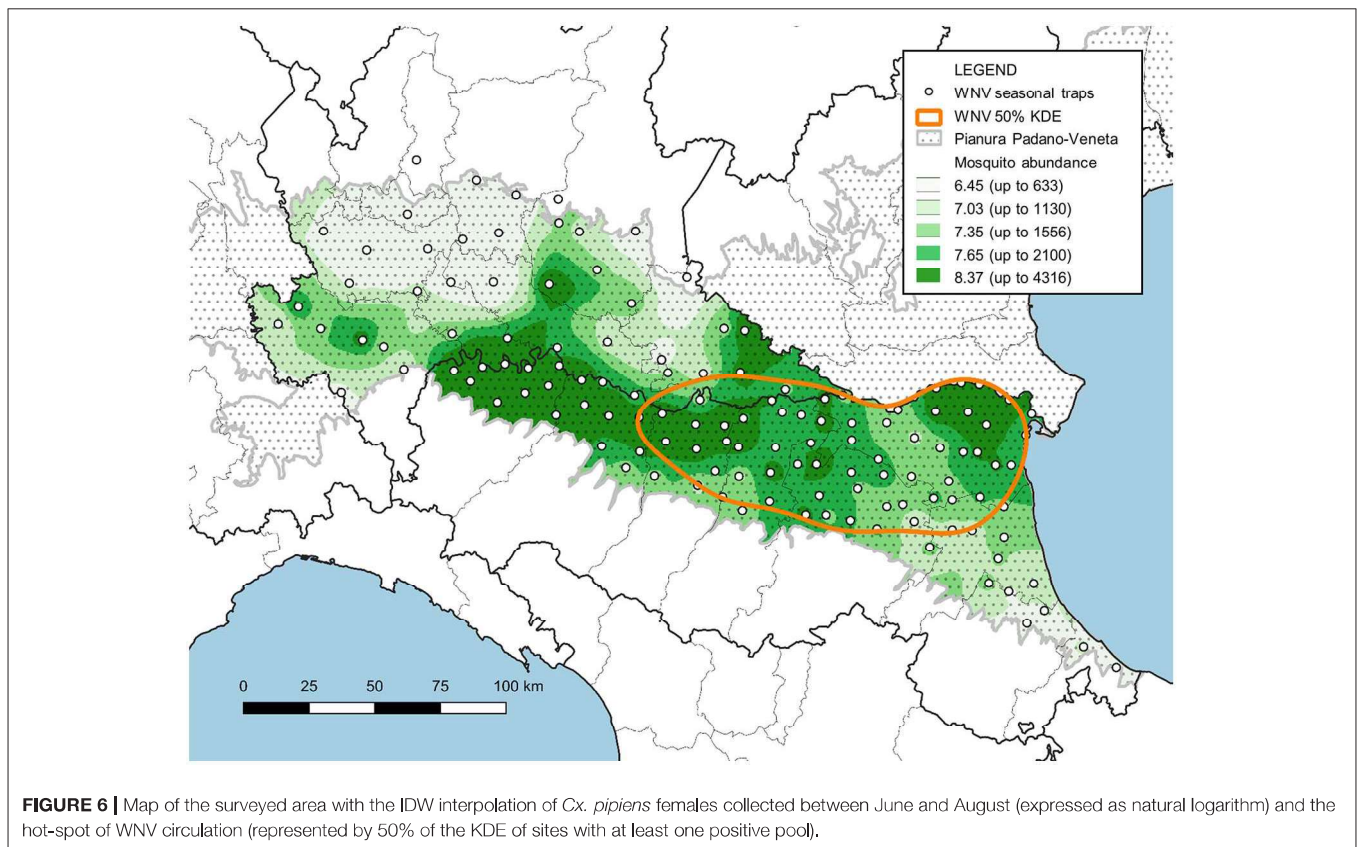 LEGEND
WNV seasonal traps
WNV 50% KDE
Pianura Padano-Veneta
Mosquito abundance
6.45 (up to 633)
7.03 (up to 1130)
7.35 (up to 1556)
7.65 (up to 2100)
8.37 (up to 4316)
0 25 50 75 100 km
FIGURE 6 | Map of the surveyed area with the IDW interpolation of Cx. pipiens females collected between June and August (expressed as natural logarithm) and the
hot-spot of WNV circulation (represented by 50% of the KDE of sites with at least one positive pool).